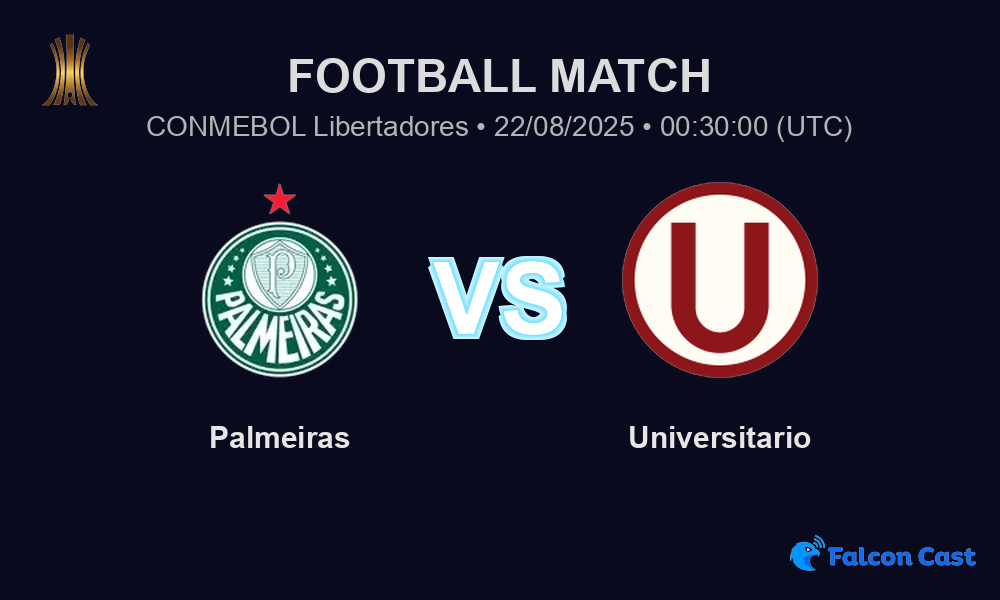 FOOTBALL MATCH
CONMEBOL Libertadores • 22/08/2025 • 00:30:00 (UTC)
P
PALMEIRAS
VS
U
Palmeiras
Universitario
Falcon Cast